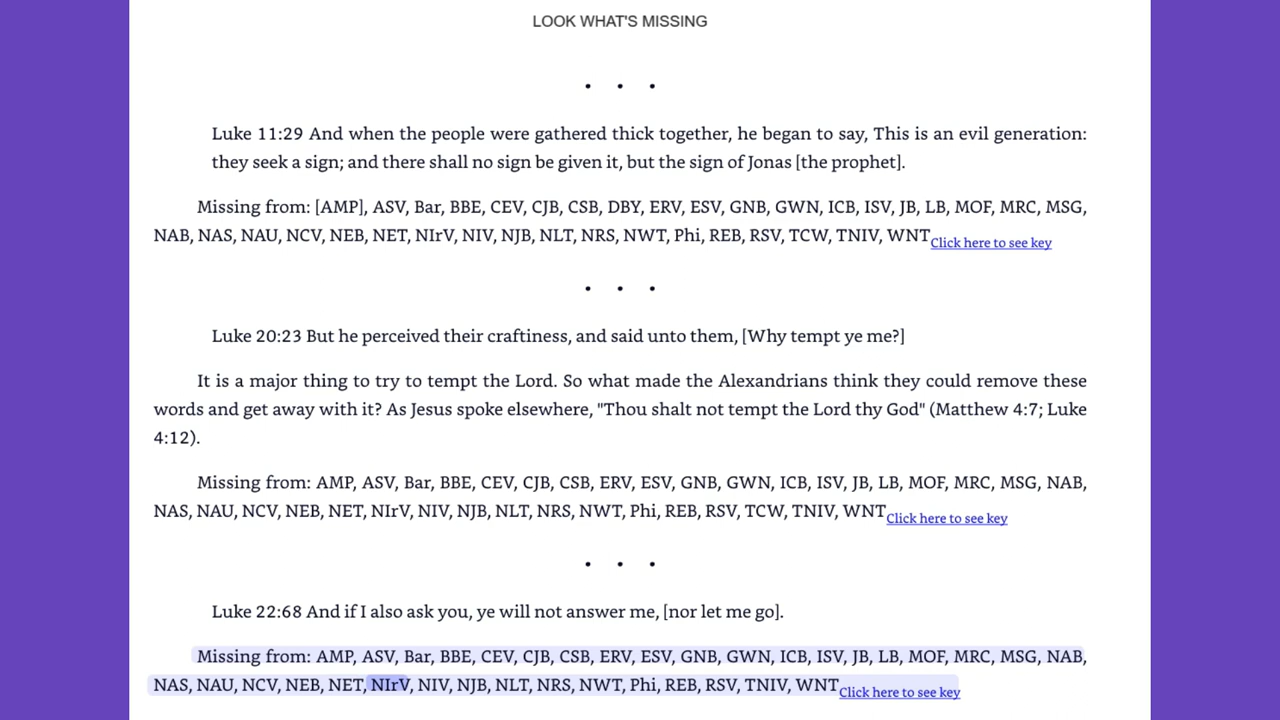 LOOK WHAT'S MISSING
• • •
Luke 11:29 And when the people were gathered thick together, he began to say, This is an evil generation:
they seek a sign; and there shall no sign be given it, but the sign of Jonas [the prophet].
Missing from: [AMP], ASV, Bar, BBE, CEV, CJB, CSB, DBY, ERV, ESV, GNB, GWN, ICB, ISV, JB, LB, MOF, MRC, MSG,
NAB, NAS, NAU, NCV, NEB, NET, NIrV, NIV, NJB, NLT, NRS, NWT, Phi, REB, RSV, TCW, TNIV, WNT Click here to see key
• • •
Luke 20:23 But he perceived their craftiness, and said unto them, [Why tempt ye me?]
It is a major thing to try to tempt the Lord. So what made the Alexandrians think they could remove these
words and get away with it? As Jesus spoke elsewhere, "Thou shalt not tempt the Lord thy God" (Matthew 4:7; Luke
4:12).
Missing from: AMP, ASV, Bar, BBE, CEV, CJB, CSB, ERV, ESV, GNB, GWN, ICB, ISV, JB, LB, MOF, MRC, MSG, NAB,
NAS, NAU, NCV, NEB, NET, NIrV, NIV, NJB, NLT, NRS, NWT, Phi, REB, RSV, TCW, TNIV, WNT Click here to see key
• • •
Luke 22:68 And if I also ask you, ye will not answer me, [nor let me go].
Missing from: AMP, ASV, Bar, BBE, CEV, CJB, CSB, ERV, ESV, GNB, GWN, ICB, ISV, JB, LB, MOF, MRC, MSG, NAB,
NAS, NAU, NCV, NEB, NET, NIrV, NIV, NJB, NLT, NRS, NWT, Phi, REB, RSV, TNIV, WNT Click here to see key